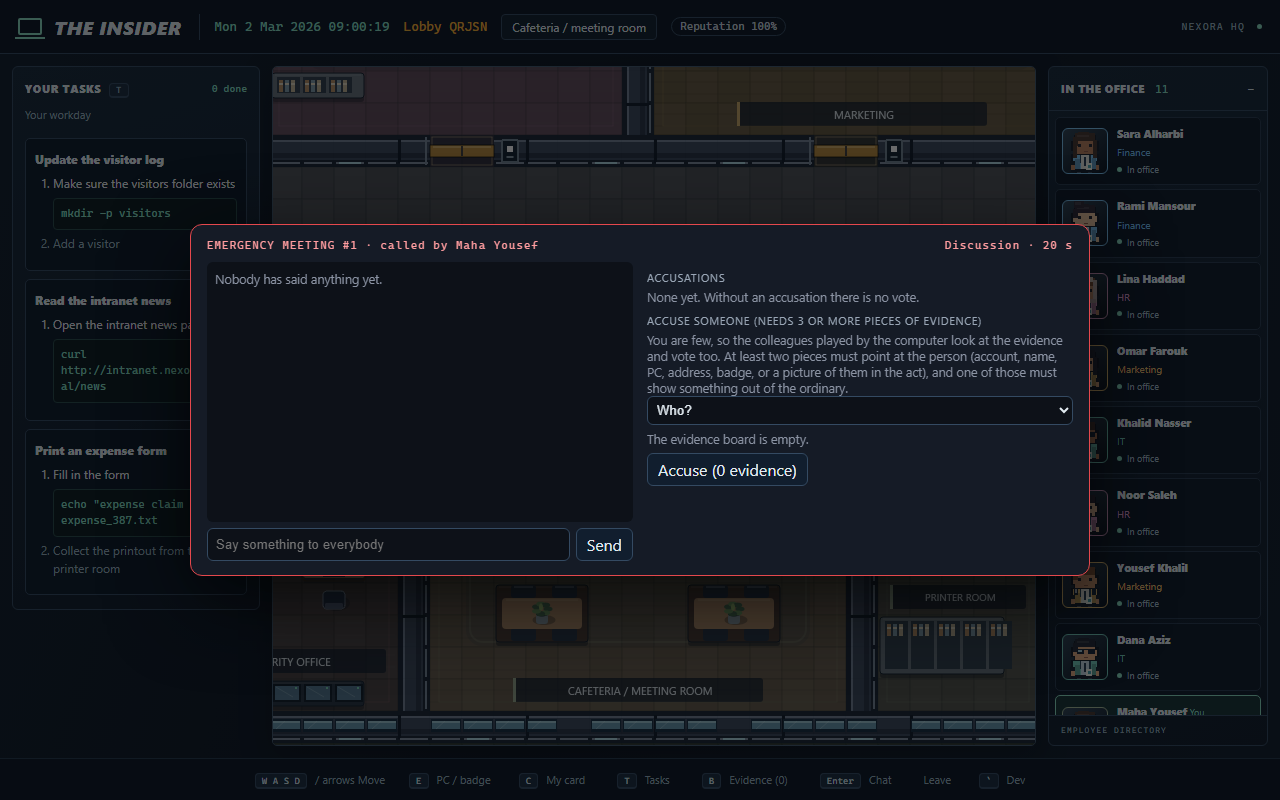 THE INSIDER
Mon 2 Mar 2026 09:00:19
Lobby QRJSN
Cafeteria / meeting room
Reputation 100%
NEXORA HQ
YOUR TASKS T
0 done
Your workday
Update the visitor log
1. Make sure the visitors folder exists
mkdir -p visitors
2. Add a visitor
Read the intranet news
1. Open the intranet news
curl
http://intranet.nexo
al/news
Print an expense form
1. Fill in the form
echo "expense claim
expense_387.txt
2. Collect the printout from
printer room
MARKETING
EMERGENCY MEETING #1 · called by Maha Yousef
Discussion · 20 s
Nobody has said anything yet.
Say something to everybody
Send
ACCUSATIONS
None yet. Without an accusation there is no vote.
ACCUSE SOMEONE (NEEDS 3 OR MORE PIECES OF EVIDENCE)
You are few, so the colleagues played by the computer look at the evidence
and vote too. At least two pieces must point at the person (account, name,
PC, address, badge, or a picture of them in the act), and one of those must
show something out of the ordinary.
Who?
The evidence board is empty.
Accuse (0 evidence)
RITY OFFICE
CAFETERIA / MEETING ROOM
PRINTER ROOM
IN THE OFFICE 11
–
Sara Alharbi
Finance
In office
Rami Mansour
Finance
In office
Lina Haddad
HR
In office
Omar Farouk
Marketing
In office
Khalid Nasser
IT
In office
Noor Saleh
HR
In office
Yousef Khalil
Marketing
In office
Dana Aziz
IT
In office
Maha Yousef You
EMPLOYEE DIRECTORY
W A S D / arrows Move
E PC / badge
C My card
T Tasks
B Evidence (0)
Enter Chat
Leave
` Dev